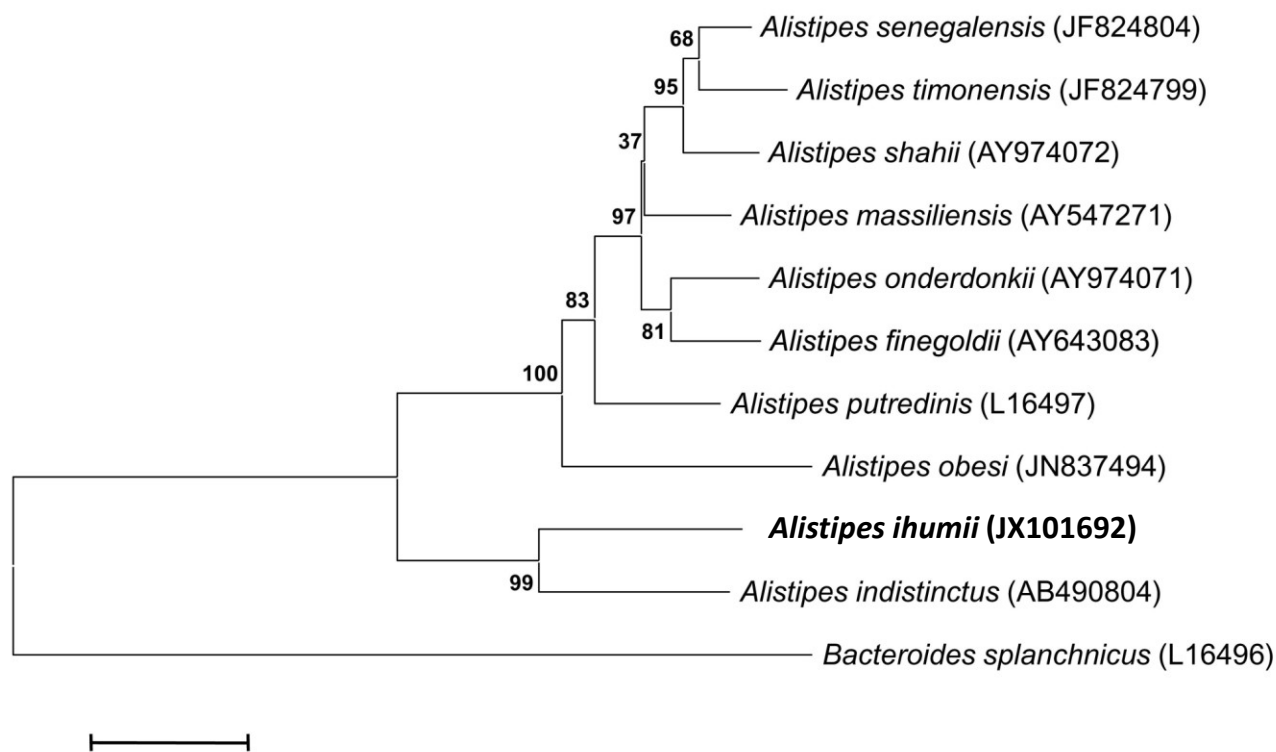 68
Alistipes senegalensis (JF824804)
95
Alistipes timonensis (JF824799)
37
Alistipes shahii (AY974072)
97
Alistipes massiliensis (AY547271)
83
Alistipes onderdonkii (AY974071)
81
Alistipes finegoldii (AY643083)
100
Alistipes putredinis (L16497)
Alistipes obesi (JN837494)
Alistipes ihumii (JX101692)
99
Alistipes indistinctus (AB490804)
Bacteroides splanchnicus (L16496)